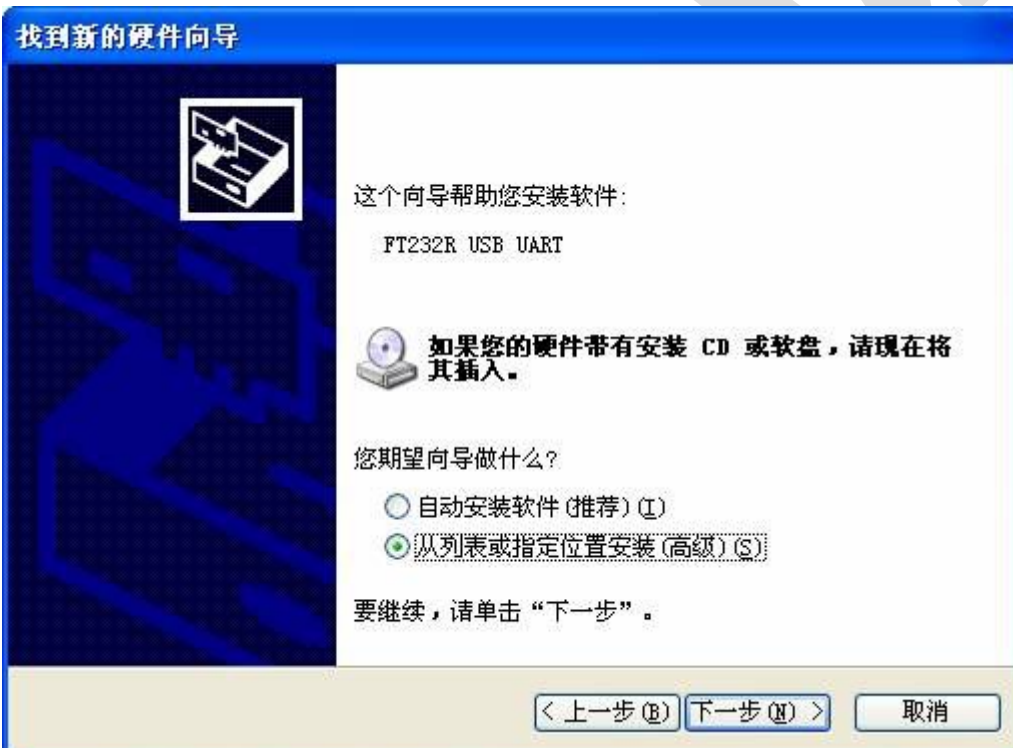 找到新的硬件向导
这个向导帮助您安装软件:
FT232R USB UART
如果您的硬件带有安装 CD 或软盘，请现在将
其插入。
您期望向导做什么?
自动安装软件(推荐)(I)
从列表或指定位置安装(高级)(S)
要继续，请单击“下一步”。
< 上一步(B) 下一步(N) > 取消